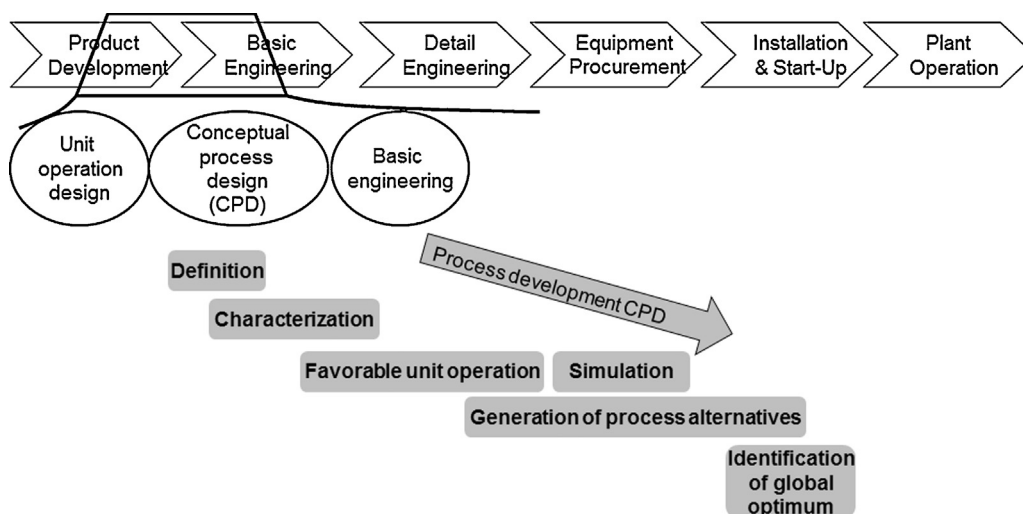 Product
Development
Basic
Engineering
Detail
Engineering
Equipment
Procurement
Installation
& Start-Up
Plant
Operation
Unit
operation
design
Conceptual
process
design
(CPD)
Basic
engineering
Process development CPD
Definition
Characterization
Favorable unit operation
Simulation
Generation of process alternatives
Identification
of global
optimum